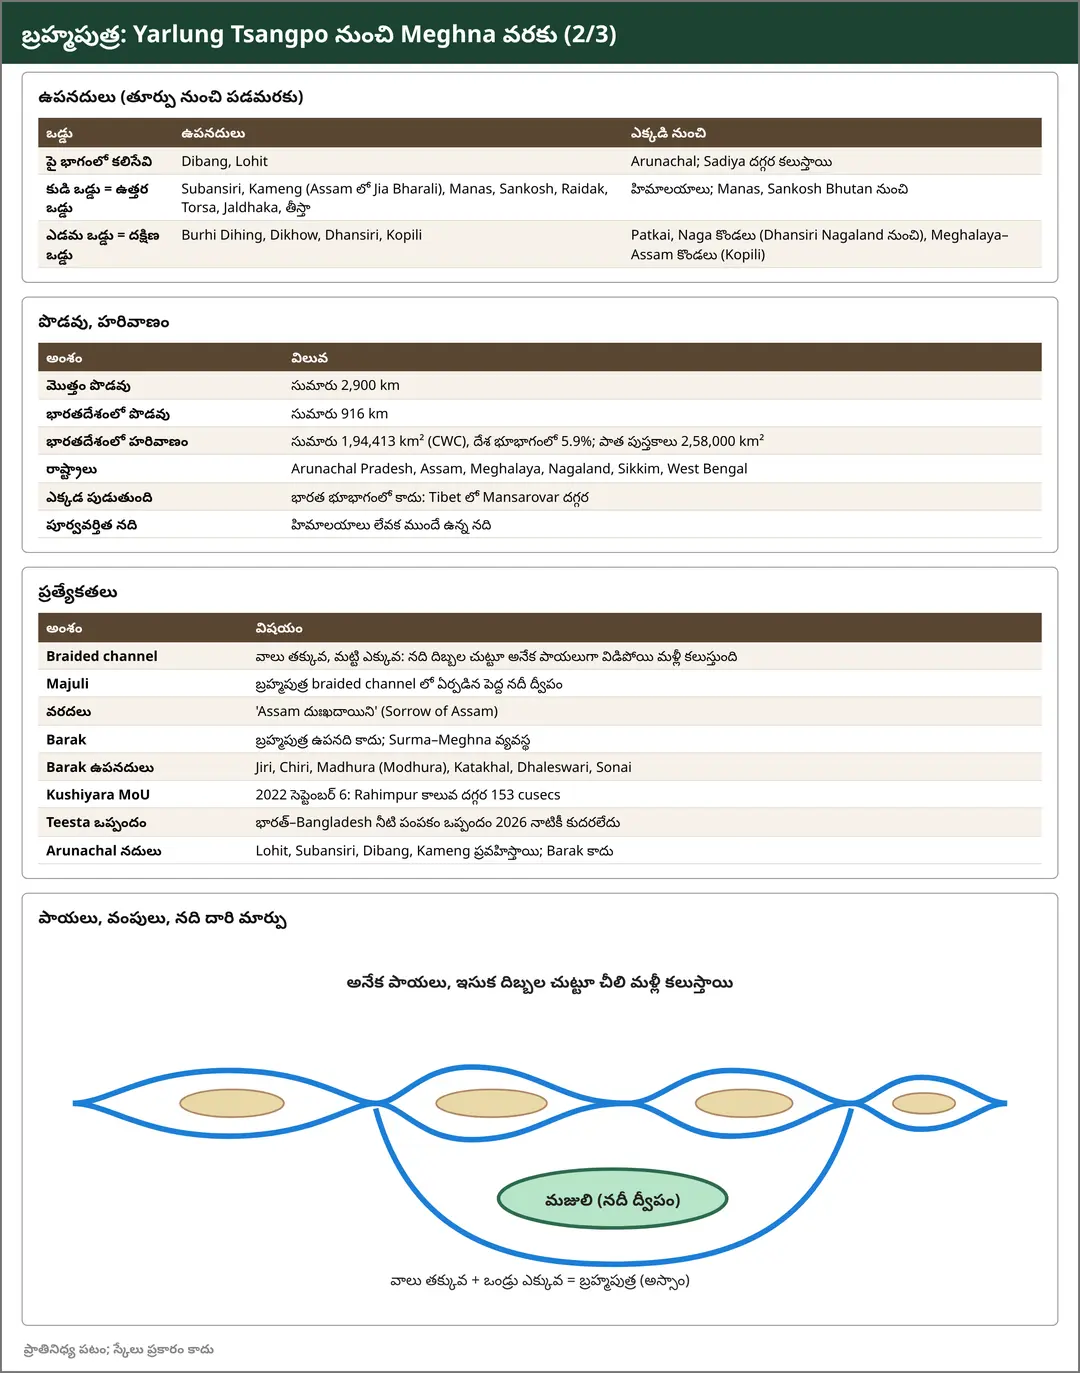 బ్రహ్మపుత్ర: Yarlung Tsangpo నుంచి Meghna వరకు (2/3)
ఉపనదులు (తూర్పు నుంచి పడమరకు)
ఒడ్డు ఉపనదులు ఎక్కడి నుంచి
పై భాగంలో కలిసేవి Dibang, Lohit Arunachal; Sadiya దగ్గర కలుస్తాయి
కుడి ఒడ్డు = ఉత్తర ఒడ్డు Subansiri, Kameng (Assam లో Jia Bharali), Manas, Sankosh, Raidak, Torsa, Jaldhaka, తీస్తా హిమాలయాలు; Manas, Sankosh Bhutan నుంచి
ఎడమ ఒడ్డు = దక్షిణ ఒడ్డు Burhi Dihing, Dikhow, Dhansiri, Kopili Patkai, Naga కొండలు (Dhansiri Nagaland నుంచి), Meghalaya–Assam కొండలు (Kopili)
పొడవు, హరివాణం
అంశం విలువ
మొత్తం పొడవు సుమారు 2,900 km
భారతదేశంలో పొడవు సుమారు 916 km
భారతదేశంలో హరివాణం సుమారు 1,94,413 km² (CWC), దేశ భూభాగంలో 5.9%; పాత పుస్తకాలు 2,58,000 km²
రాష్ట్రాలు Arunachal Pradesh, Assam, Meghalaya, Nagaland, Sikkim, West Bengal
ఎక్కడ పుడుతుంది భారత భూభాగంలో కాదు: Tibet లో Mansarovar దగ్గర
పూర్వవర్తిత నది హిమాలయాలు లేవక ముందే ఉన్న నది
ప్రత్యేకతలు
అంశం విషయం
Braided channel వాలు తక్కువ, మట్టి ఎక్కువ: నది దిబ్బల చుట్టూ అనేక పాయలుగా విడిపోయి మళ్లీ కలుస్తుంది
Majuli బ్రహ్మపుత్ర braided channel లో ఏర్పడిన పెద్ద నదీ ద్వీపం
వరదలు 'Assam దుఃఖదాయిని' (Sorrow of Assam)
Barak బ్రహ్మపుత్ర ఉపనది కాదు; Surma–Meghna వ్యవస్థ
Barak ఉపనదులు Jiri, Chiri, Madhura (Modhura), Katakhal, Dhaleswari, Sonai
Kushiyara MoU 2022 సెప్టెంబర్ 6: Rahimpur కాలువ దగ్గర 153 cusecs
Teesta ఒప్పందం భారత్–Bangladesh నీటి పంపకం ఒప్పందం 2026 నాటికీ కుదరలేదు
Arunachal నదులు Lohit, Subansiri, Dibang, Kameng ప్రవహిస్తాయి; Barak కాదు
పాయలు, వంపులు, నది దారి మార్పు
అనేక పాయలు, ఇసుక దిబ్బల చుట్టూ చీలి మళ్లీ కలుస్తాయి
మజులి (నదీ ద్వీపం)
వాలు తక్కువ + ఒండ్రు ఎక్కువ = బ్రహ్మపుత్ర (అస్సాం)
ప్రాతినిధ్య పటం; స్కేలు ప్రకారం కాదు